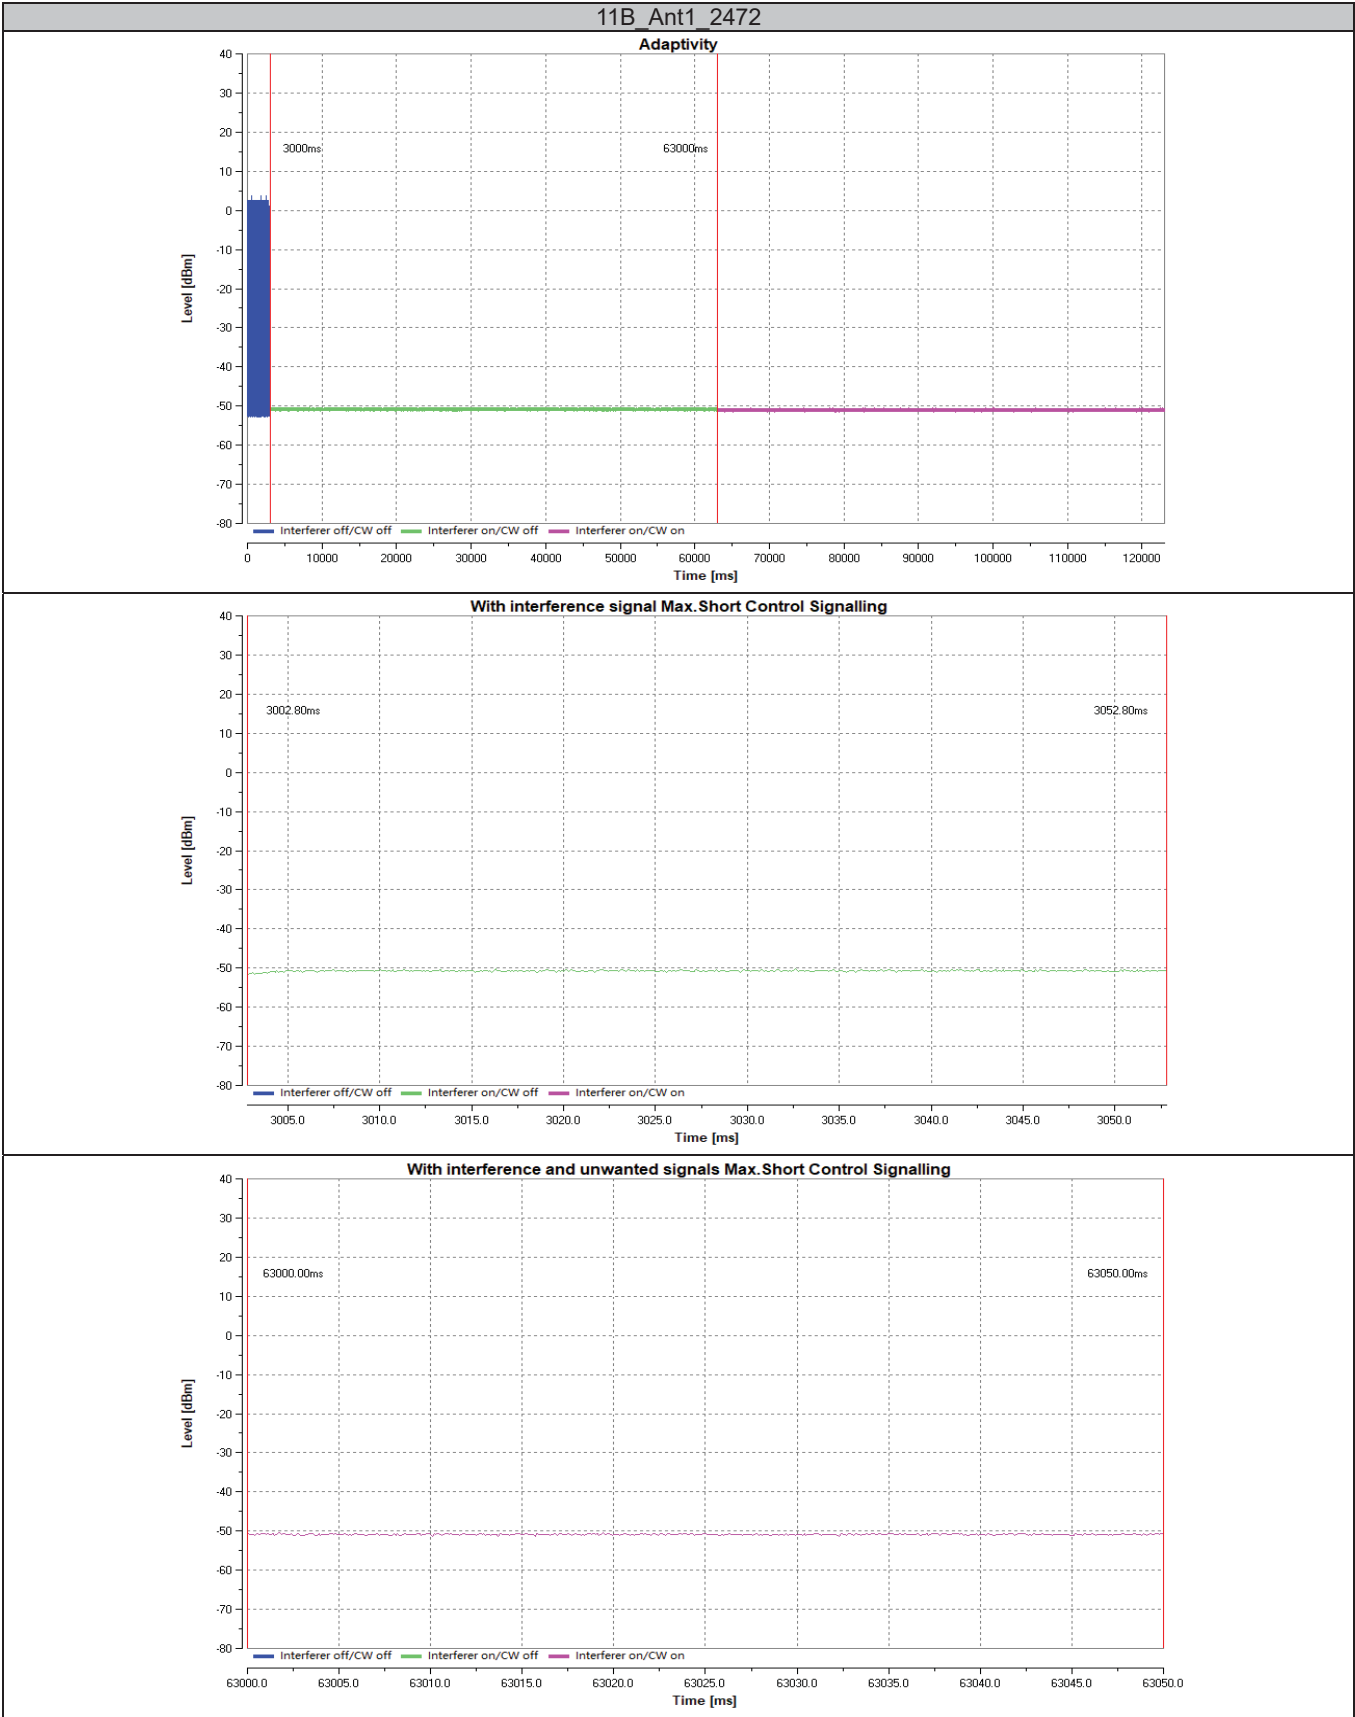 11B_Ant1_2472
Adaptivity
40
30
20
3000ms 63000ms
10
0
-10
Level [dBm]
-20
-30
-40
-50
-60
-70
-80
Interferer off/CW off Interferer on/CW off Interferer on/CW on
0 10000 20000 30000 40000 50000 60000 70000 80000 90000 100000 110000 120000
Time [ms]
With interference signal Max.Short Control Signalling
40
30
20
3002.80ms 3052.80ms
10
0
-10
Level [dBm]
-20
-30
-40
-50
-60
-70
-80
Interferer off/CW off Interferer on/CW off Interferer on/CW on
3005.0 3010.0 3015.0 3020.0 3025.0 3030.0 3035.0 3040.0 3045.0 3050.0
Time [ms]
With interference and unwanted signals Max.Short Control Signalling
40
30
20
63000.00ms 63050.00ms
10
0
-10
Level [dBm]
-20
-30
-40
-50
-60
-70
-80
Interferer off/CW off Interferer on/CW off Interferer on/CW on
63000.0 63005.0 63010.0 63015.0 63020.0 63025.0 63030.0 63035.0 63040.0 63045.0 63050.0
Time [ms]